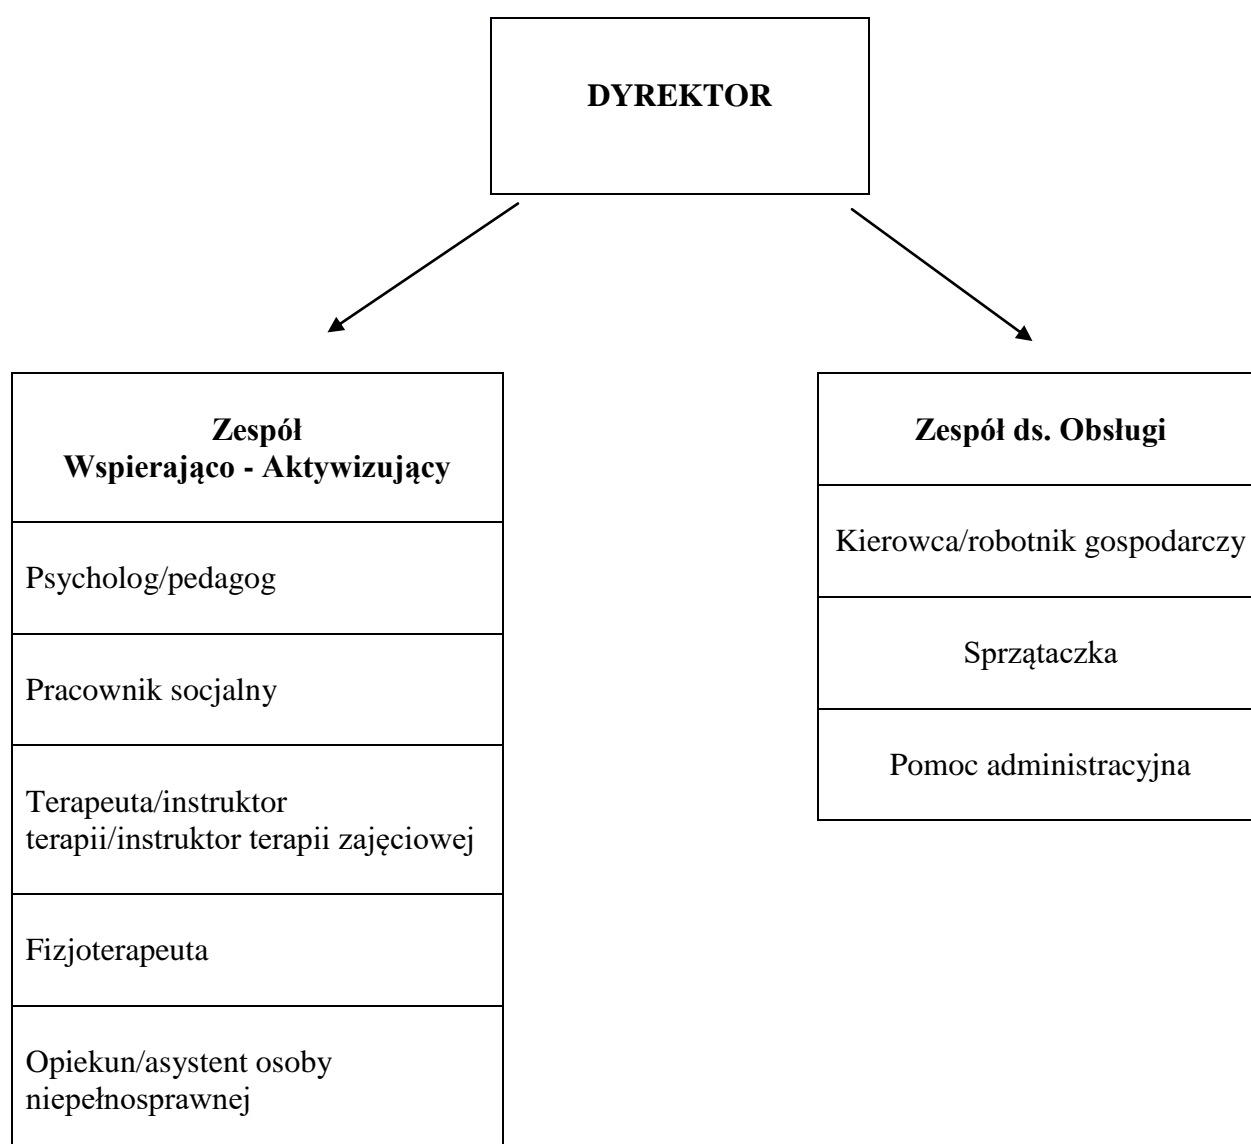 DYREKTOR
Zespół
Wspierająco - Aktywizujący
Psycholog/pedagog
Pracownik socjalny
Terapeuta/instruktor
terapii/instruktor terapii zajęciowej
Fizjoterapeuta
Opiekun/asystent osoby
niepełnosprawnej
Zespół ds. Obsługi
Kierowca/robotnik gospodarczy
Sprzątaczka
Pomoc administracyjna